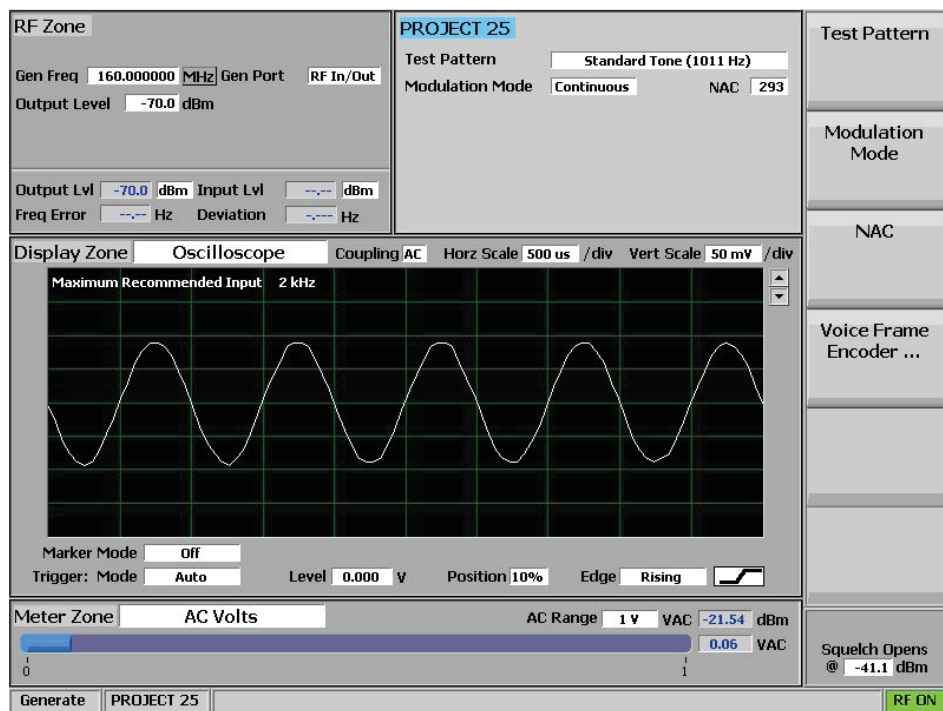 RF Zone
Gen Freq 160.000000 MHz Gen Port RF In/Out
Output Level -70.0 dBm
Output Lvl -70.0 dBm Input Lvl --.-- dBm
Freq Error --.-- Hz Deviation -.--- Hz
PROJECT 25
Test Pattern Standard Tone (1011 Hz)
Modulation Mode Continuous NAC 293
Display Zone Oscilloscope Coupling AC Horz Scale 500 us /div Vert Scale 50 mV /div
Maximum Recommended Input 2 kHz
Marker Mode Off
Trigger: Mode Auto Level 0.000 V Position 10% Edge Rising
Meter Zone AC Volts AC Range 1 V VAC -21.54 dBm
0.06 VAC
0 1
Test Pattern
Modulation
Mode
NAC
Voice Frame
Encoder ...
Squelch Opens
@ -41.1 dBm
Generate PROJECT 25 RF ON